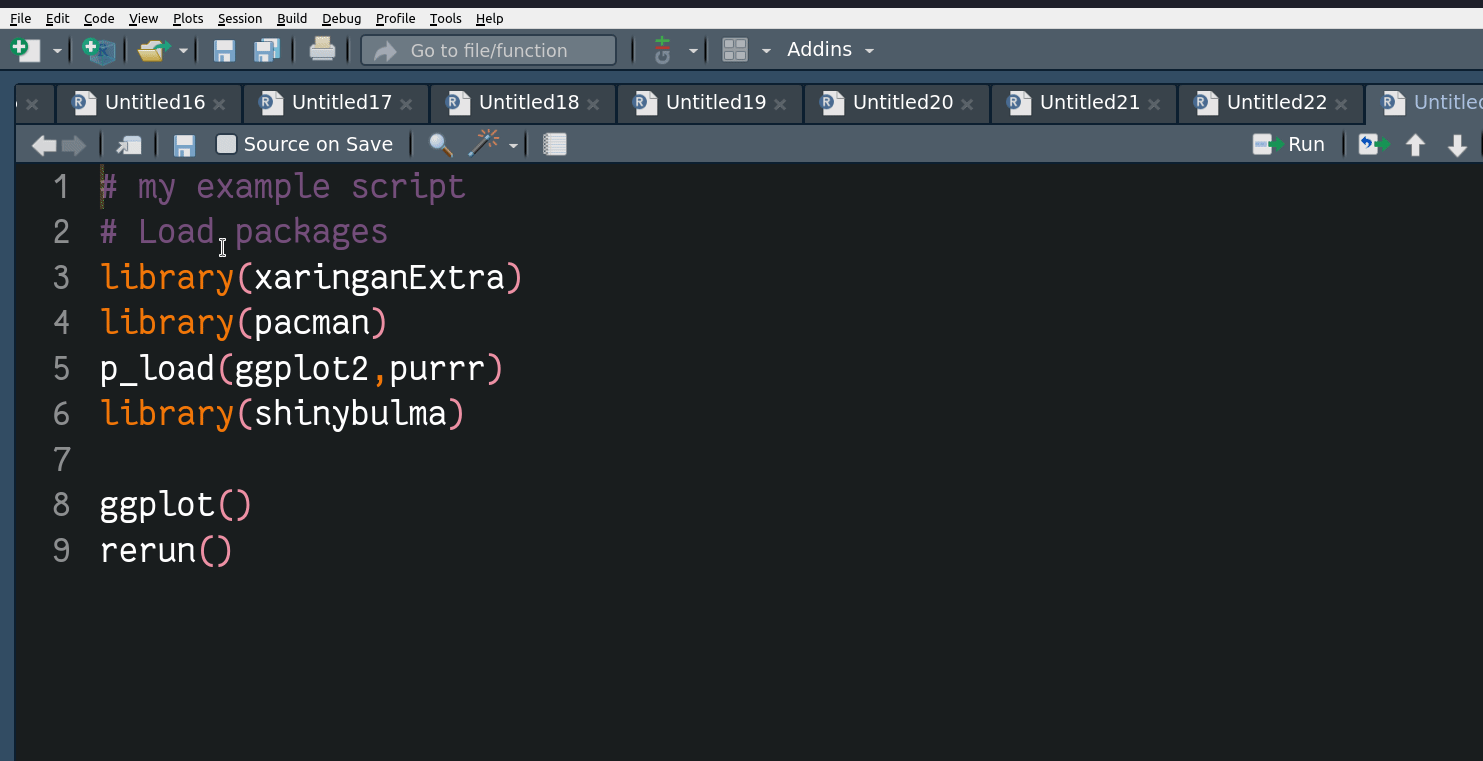 File Edit Code View Plots Session Build Debug Profile Tools Help
Go to file/function Addins
Untitled16 Untitled17 Untitled18 Untitled19 Untitled20 Untitled21 Untitled22
Source on Save Run
1 # my example script
2 # Load packages
3 library(xaringanExtra)
4 library(pacman)
5 p_load(ggplot2,purrr)
6 library(shinybulma)
7
8 ggplot()
9 rerun()